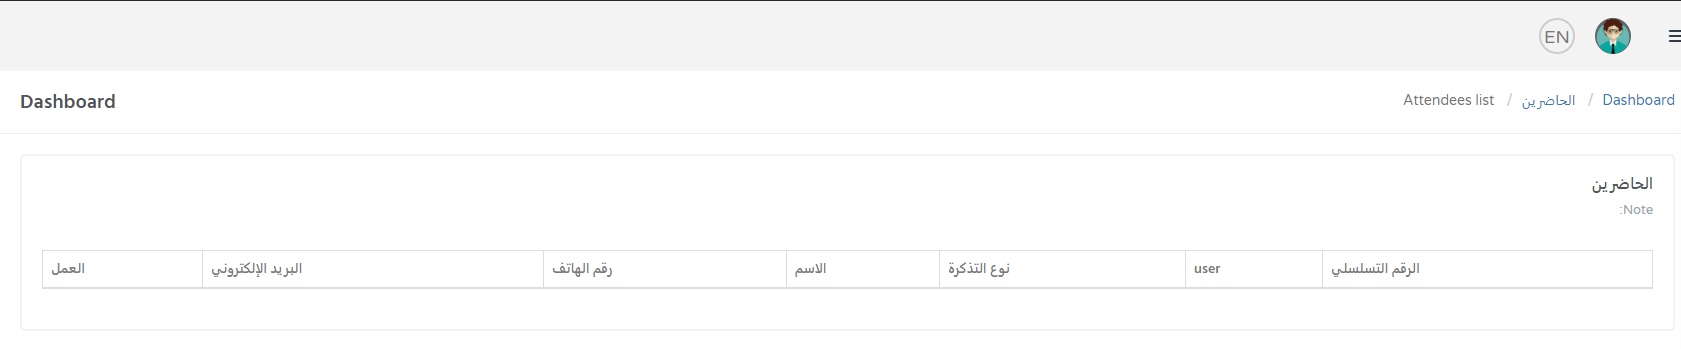 EN
Dashboard
Dashboard / الحاضرين / Attendees list
الحاضرين
Note:
الرقم التسلسلي user نوع التذكرة الاسم رقم الهاتف البريد الإلكتروني العمل